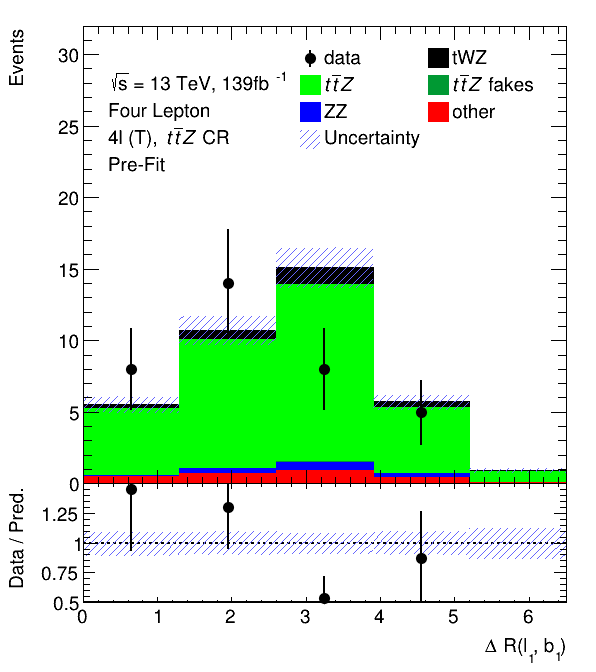 Events
30
25
20
15
10
5
0
√s = 13 TeV, 139fb⁻¹
Four Lepton
4l (T), tt̅Z CR
Pre-Fit
data
tWZ
tt̅Z
tt̅Z fakes
ZZ
other
Uncertainty
Data / Pred.
1.25
1
0.75
0.5
0 1 2 3 4 5 6
Δ R(l₁, b₁)